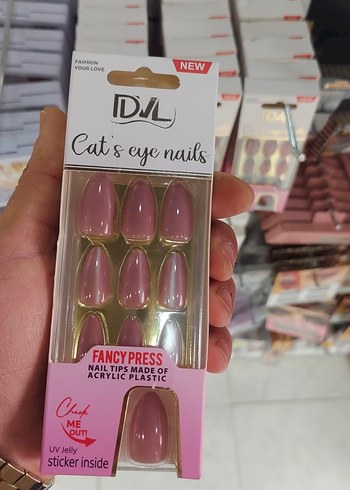 FASHION
YOUR LOVE
NEW
DVL
Cat's eye nails
FANCY PRESS
NAIL TIPS MADE OF
ACRYLIC PLASTIC
Check
ME
OUT!
UV Jelly
sticker inside